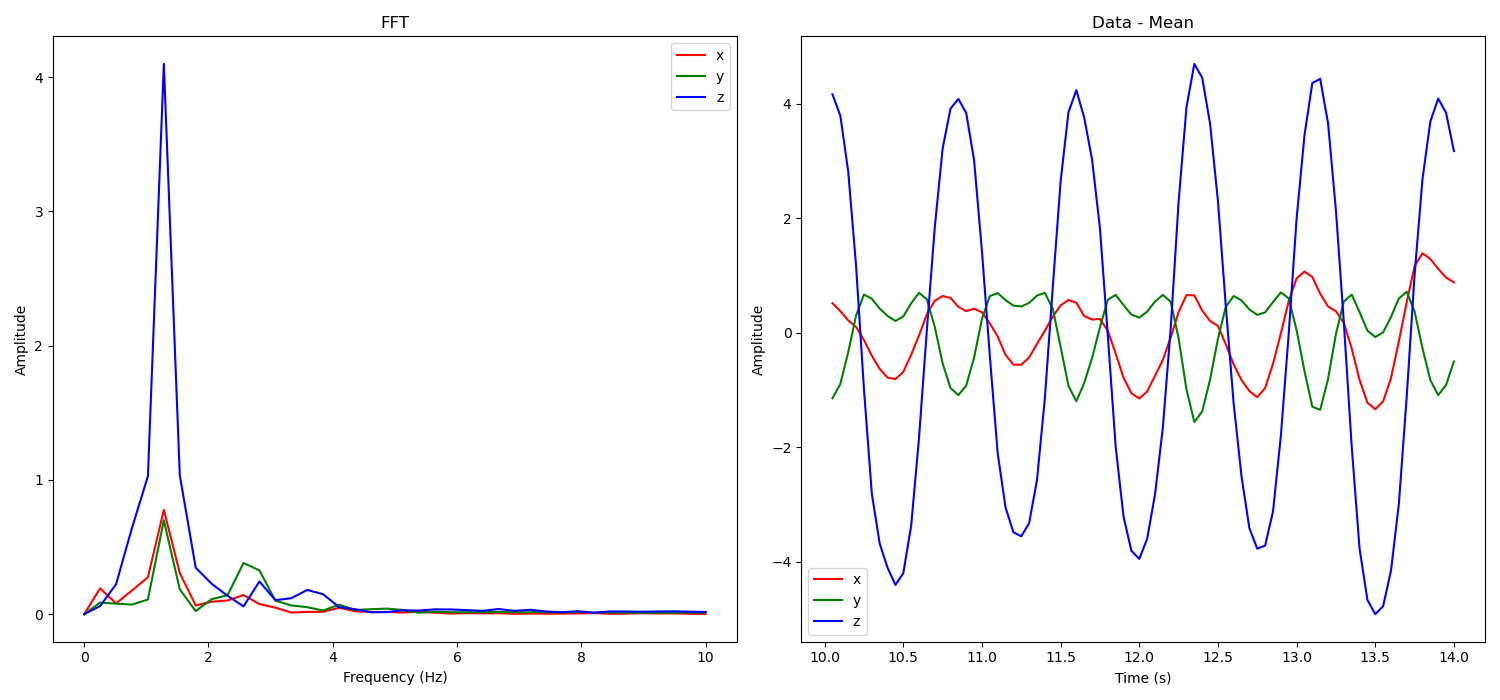 FFT
Amplitude
4
3
2
1
0
x
y
z
0 2 4 6 8 10
Frequency (Hz)
Data - Mean
Amplitude
4
2
0
−2
−4
x
y
z
10.0 10.5 11.0 11.5 12.0 12.5 13.0 13.5 14.0
Time (s)